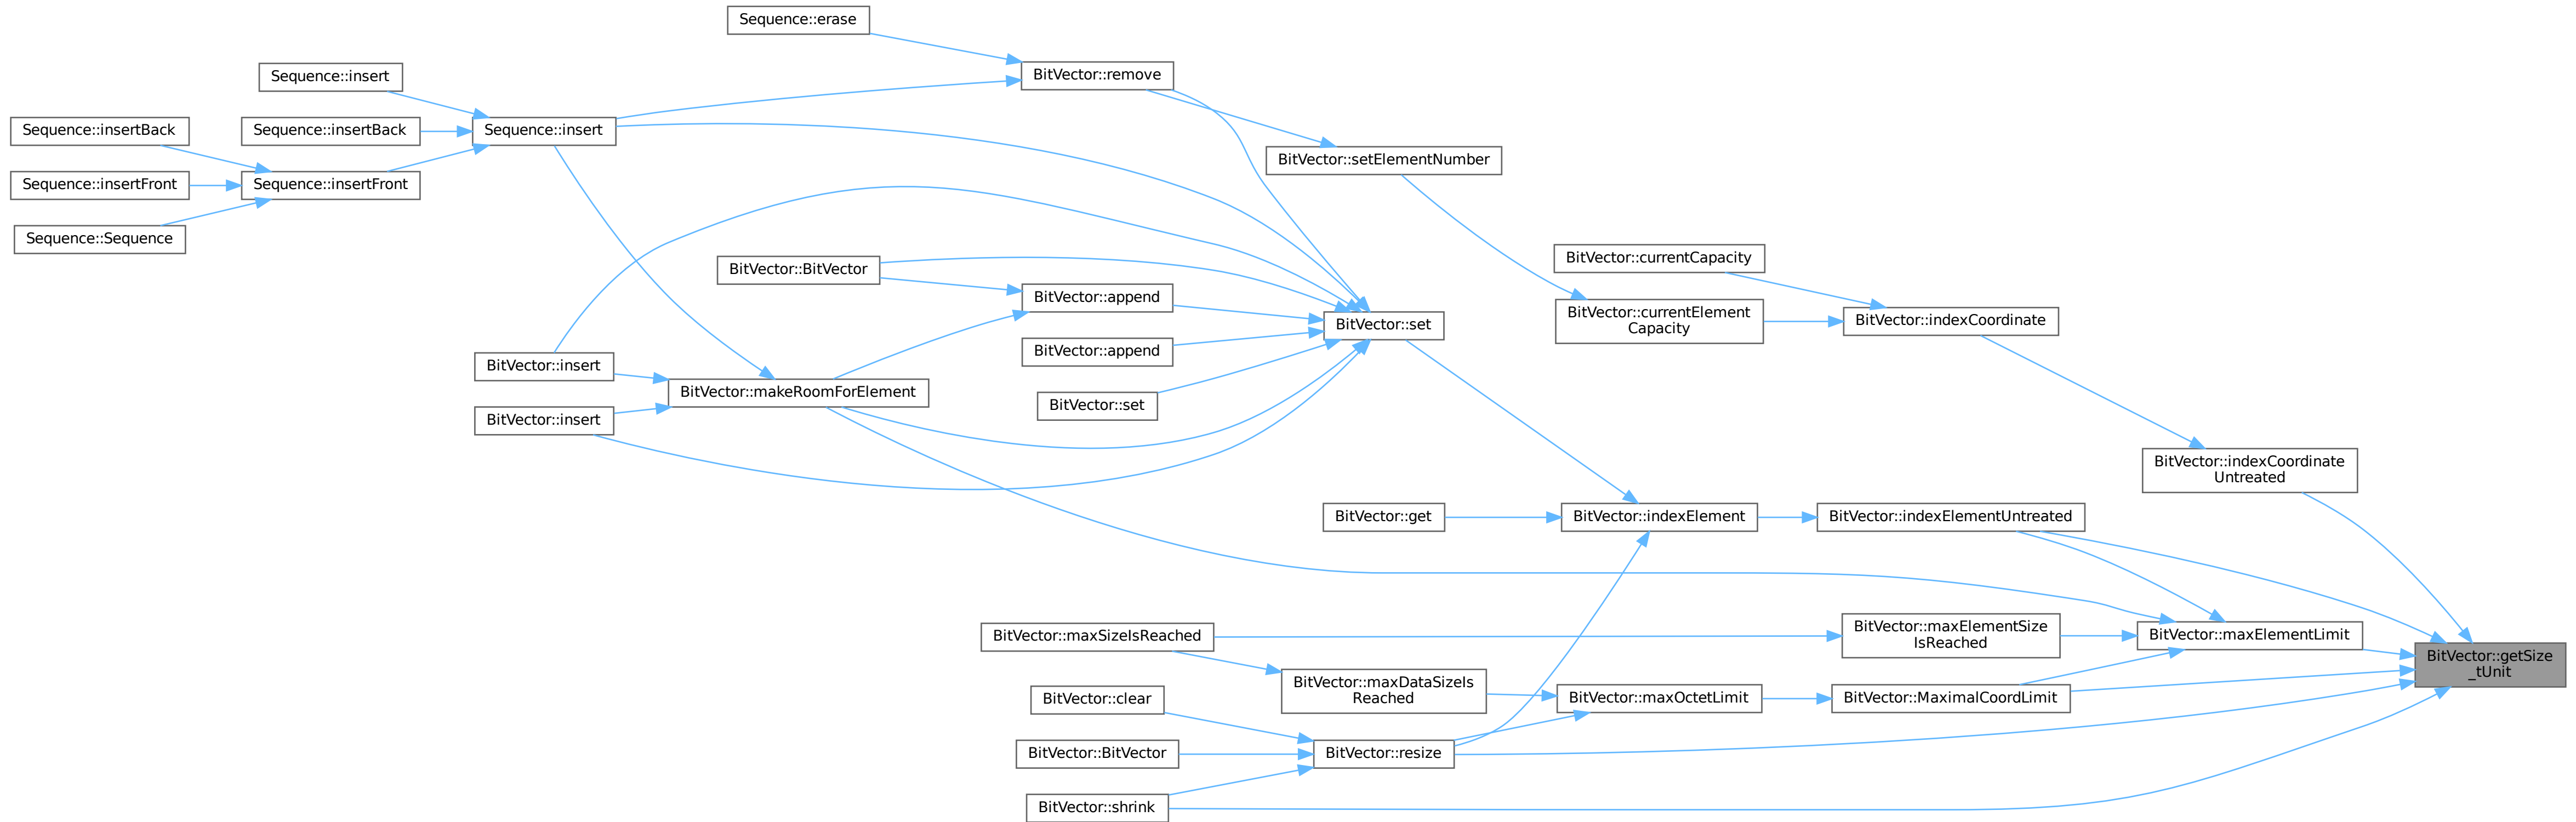 Sequence::erase
Sequence::insert
BitVector::remove
Sequence::insertBack
Sequence::insertBack
Sequence::insert
BitVector::setElementNumber
Sequence::insertFront
Sequence::insertFront
Sequence::Sequence
BitVector::currentCapacity
BitVector::BitVector
BitVector::append
BitVector::currentElement
Capacity
BitVector::indexCoordinate
BitVector::set
BitVector::append
BitVector::insert
BitVector::makeRoomForElement
BitVector::set
BitVector::insert
BitVector::indexCoordinate
Untreated
BitVector::get
BitVector::indexElement
BitVector::indexElementUntreated
BitVector::maxSizeIsReached
BitVector::maxElementSize
IsReached
BitVector::maxElementLimit
BitVector::getSize
_tUnit
BitVector::maxDataSizeIs
Reached
BitVector::clear
BitVector::maxOctetLimit
BitVector::MaximalCoordLimit
BitVector::BitVector
BitVector::resize
BitVector::shrink